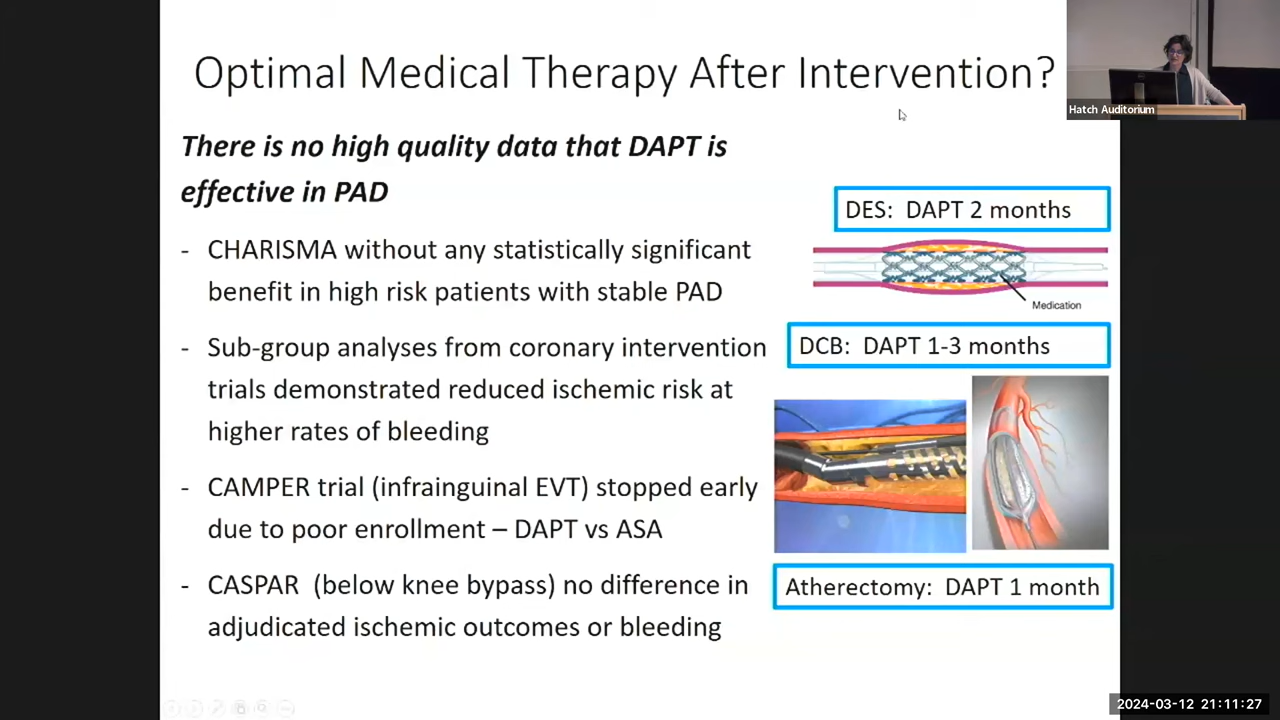 Optimal Medical Therapy After Intervention?
Hatch Auditorium
There is no high quality data that DAPT is
effective in PAD
- CHARISMA without any statistically significant
benefit in high risk patients with stable PAD
- Sub-group analyses from coronary intervention
trials demonstrated reduced ischemic risk at
higher rates of bleeding
- CAMPER trial (infrainguinal EVT) stopped early
due to poor enrollment – DAPT vs ASA
- CASPAR (below knee bypass) no difference in
adjudicated ischemic outcomes or bleeding
DES: DAPT 2 months
Medication
DCB: DAPT 1-3 months
Atherectomy: DAPT 1 month
2024-03-12 21:11:27